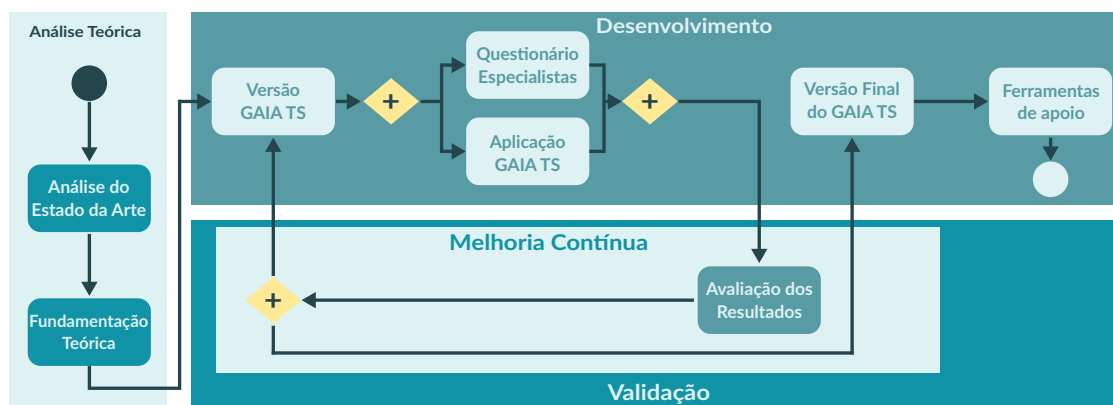 Análise Teórica
Análise do
Estado da Arte
Fundamentação
Teórica
Desenvolvimento
Versão
GAIA TS
+
Questionário
Especialistas
Aplicação
GAIA TS
+
Versão Final
do GAIA TS
Ferramentas
de apoio
Melhoria Contínua
+
Avaliação dos
Resultados
Validação